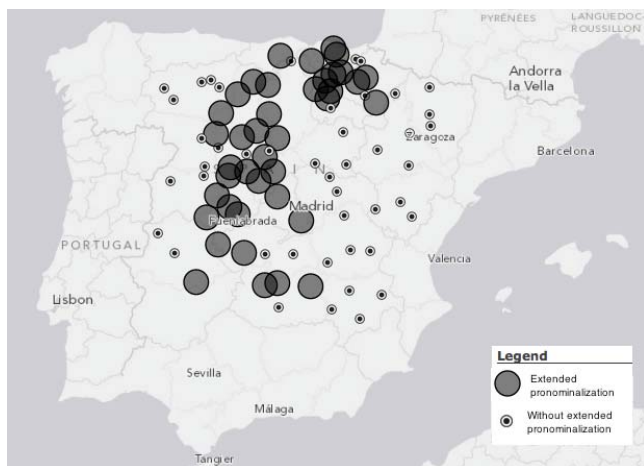 PYRÉNÉES
LANGUEDOC-
ROUSSILLON
Andorra
la Vella
Zaragoza
Barcelona
S
A I N
Madrid
Fuenlabrada
PORTUGAL
Valencia
Lisbon
Sevilla
Málaga
Tangier
Legend
Extended
pronominalization
Without extended
pronominalization